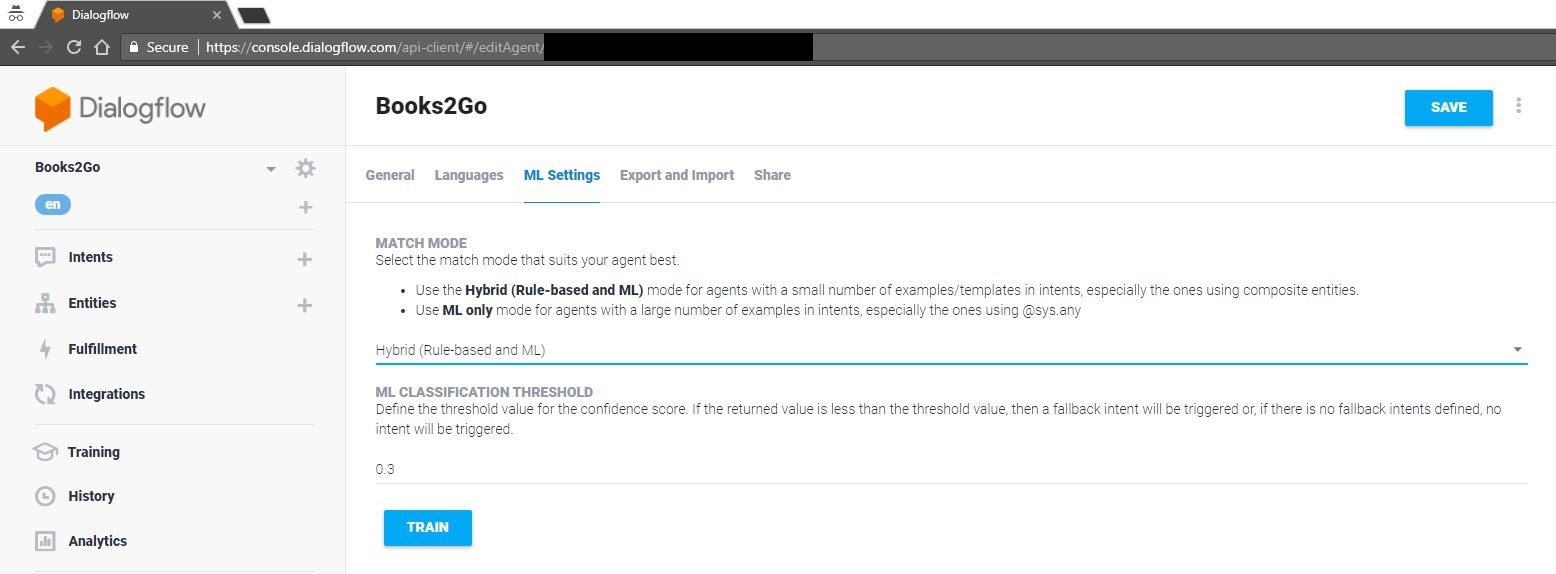 Dialogflow
Secure https://console.dialogflow.com/api-client/#/editAgent/
Dialogflow
Books2Go
SAVE
Books2Go
en
Intents
Entities
Fulfillment
Integrations
Training
History
Analytics
General Languages ML Settings Export and Import Share
MATCH MODE
Select the match mode that suits your agent best.
• Use the Hybrid (Rule-based and ML) mode for agents with a small number of examples/templates in intents, especially the ones using composite entities.
• Use ML only mode for agents with a large number of examples in intents, especially the ones using @sys.any
Hybrid (Rule-based and ML)
ML CLASSIFICATION THRESHOLD
Define the threshold value for the confidence score. If the returned value is less than the threshold value, then a fallback intent will be triggered or, if there is no fallback intents defined, no
intent will be triggered.
0.3
TRAIN